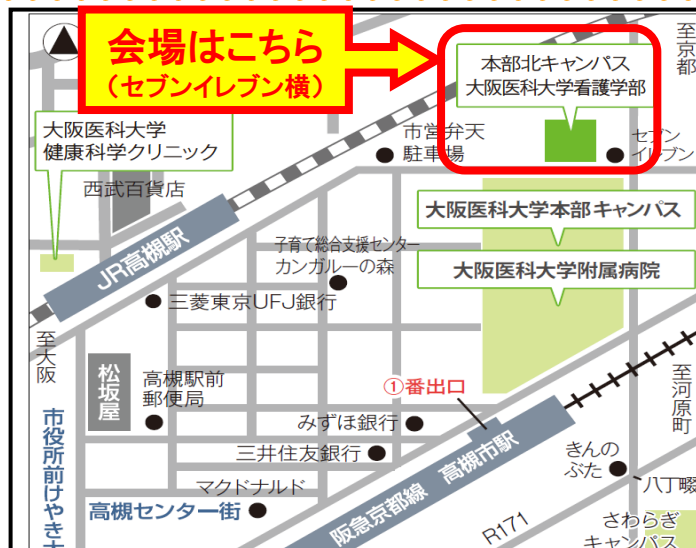 会場はこちら
（セブンイレブン横）
本部北キャンパス
大阪医科大学看護学部
至京都
大阪医科大学
健康科学クリニック
市営弁天
駐車場
セブン
イレブン
西武百貨店
大阪医科大学本部キャンパス
JR高槻駅
子育て総合支援センター
カンガルーの森
大阪医科大学附属病院
三菱東京UFJ銀行
至大阪
松坂屋
高槻駅前
郵便局
①番出口
至河原町
みずほ銀行
三井住友銀行
市役所前けやき
きんの
ぶた
マクドナルド
高槻センター街
阪急京都線 高槻市駅
八丁畷
R171
さわらぎ
キャンパス